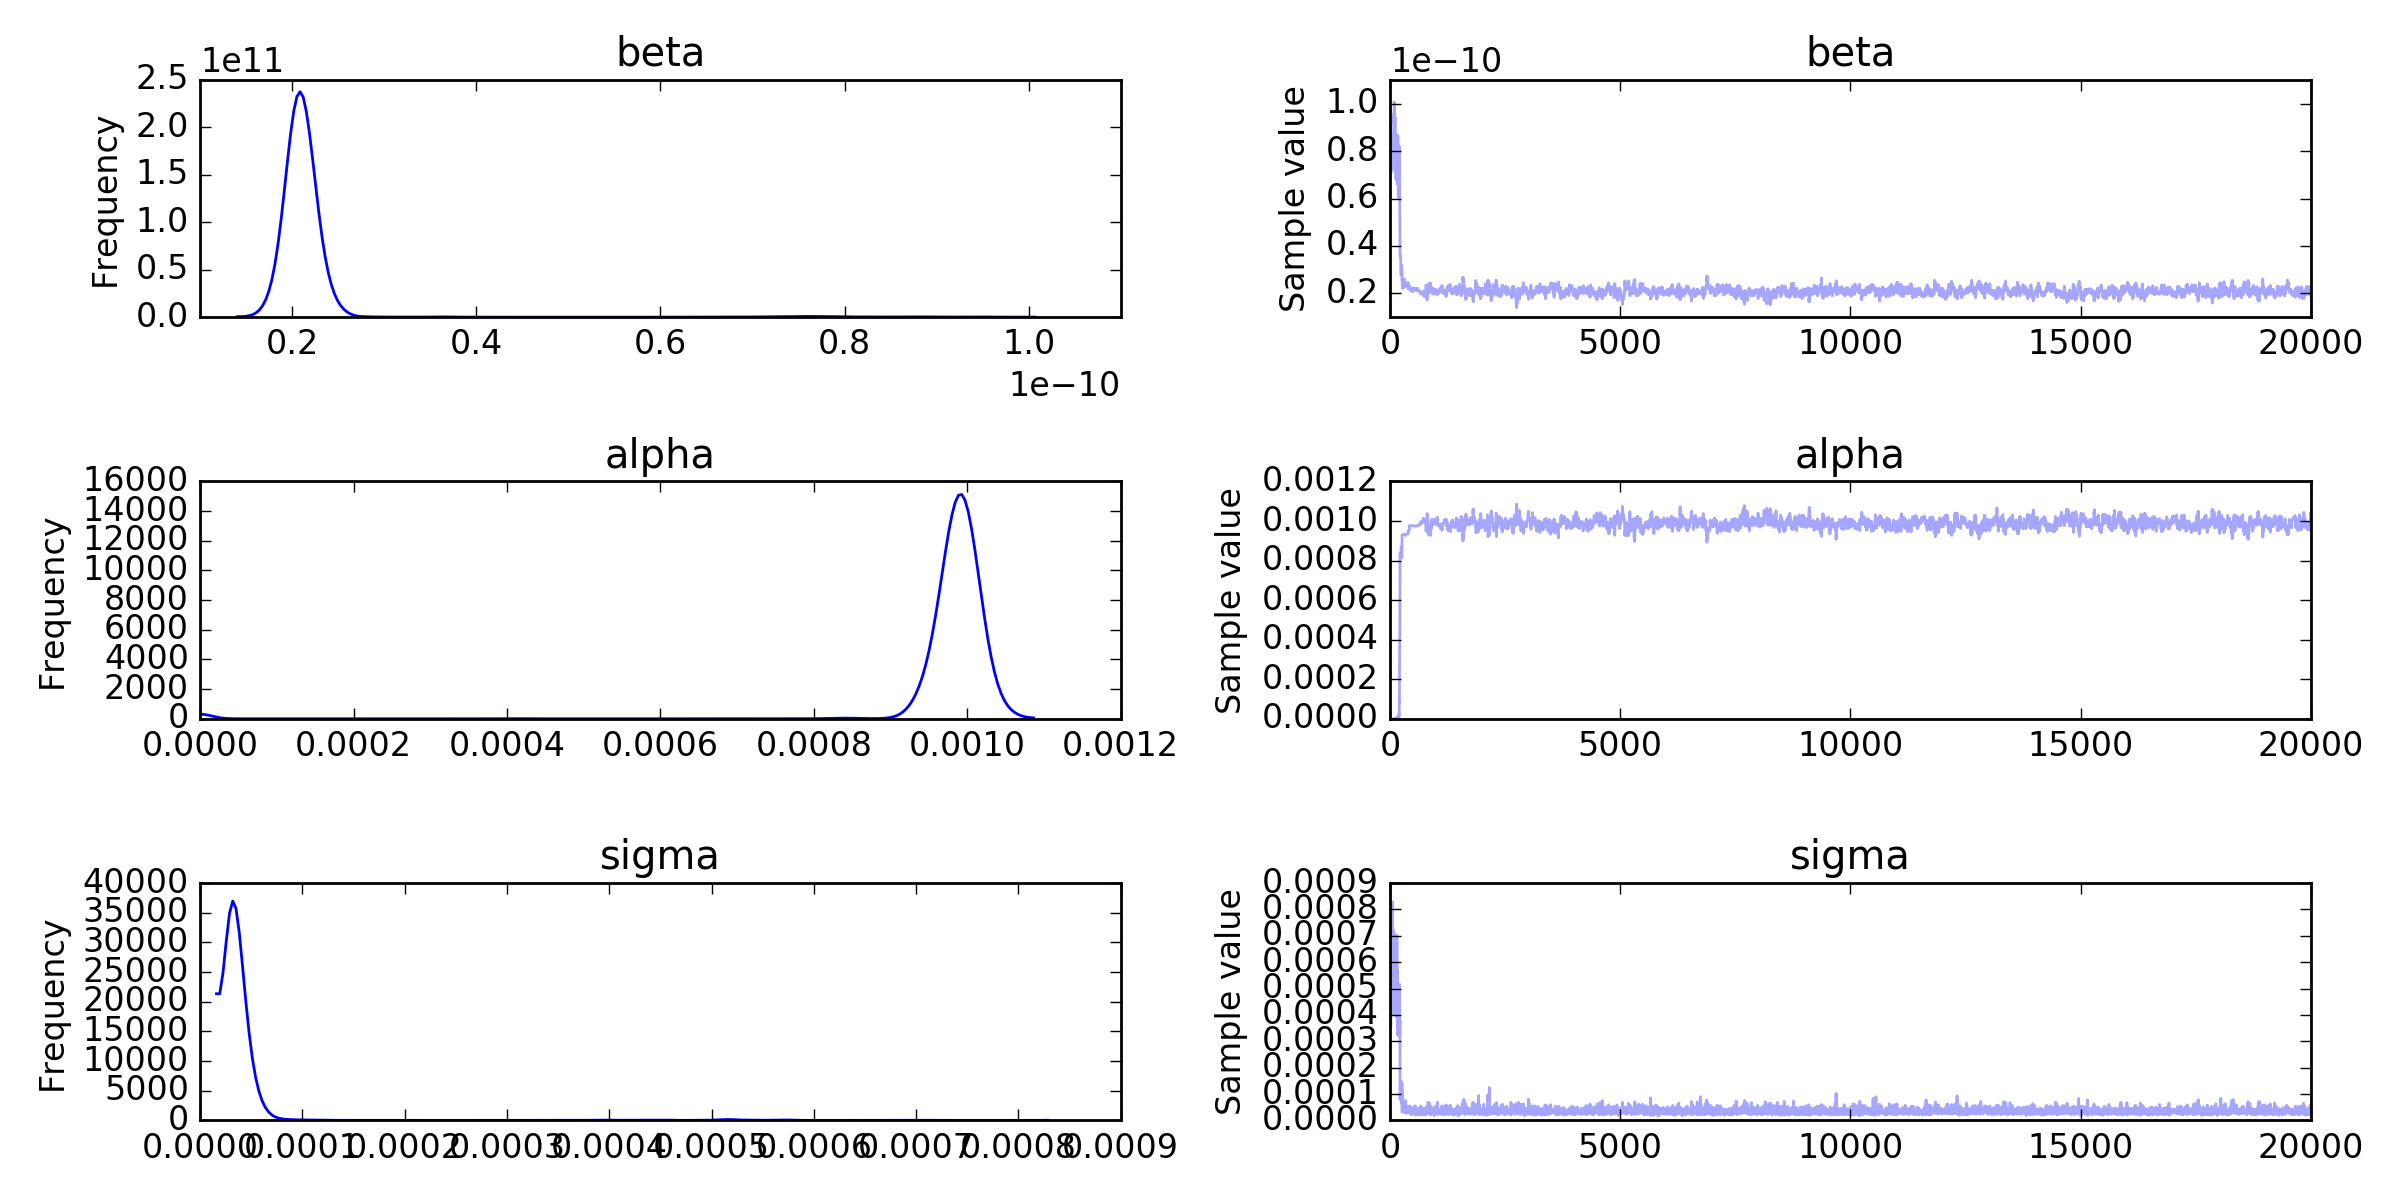 beta
1e11
Frequency
2.5
2.0
1.5
1.0
0.5
0.0
0.2 0.4 0.6 0.8 1.0
1e−10
beta
1e−10
Sample value
1.0
0.8
0.6
0.4
0.2
0 5000 10000 15000 20000
alpha
Frequency
16000
14000
12000
10000
8000
6000
4000
2000
0
0.0000 0.0002 0.0004 0.0006 0.0008 0.0010 0.0012
alpha
Sample value
0.0012
0.0010
0.0008
0.0006
0.0004
0.0002
0.0000
0 5000 10000 15000 20000
sigma
Frequency
40000
35000
30000
25000
20000
15000
10000
5000
0
0.0000 0.0001 0.0002 0.0003 0.0004 0.0005 0.0006 0.0007 0.0008 0.0009
sigma
Sample value
0.0009
0.0008
0.0007
0.0006
0.0005
0.0004
0.0003
0.0002
0.0001
0.0000
0 5000 10000 15000 20000